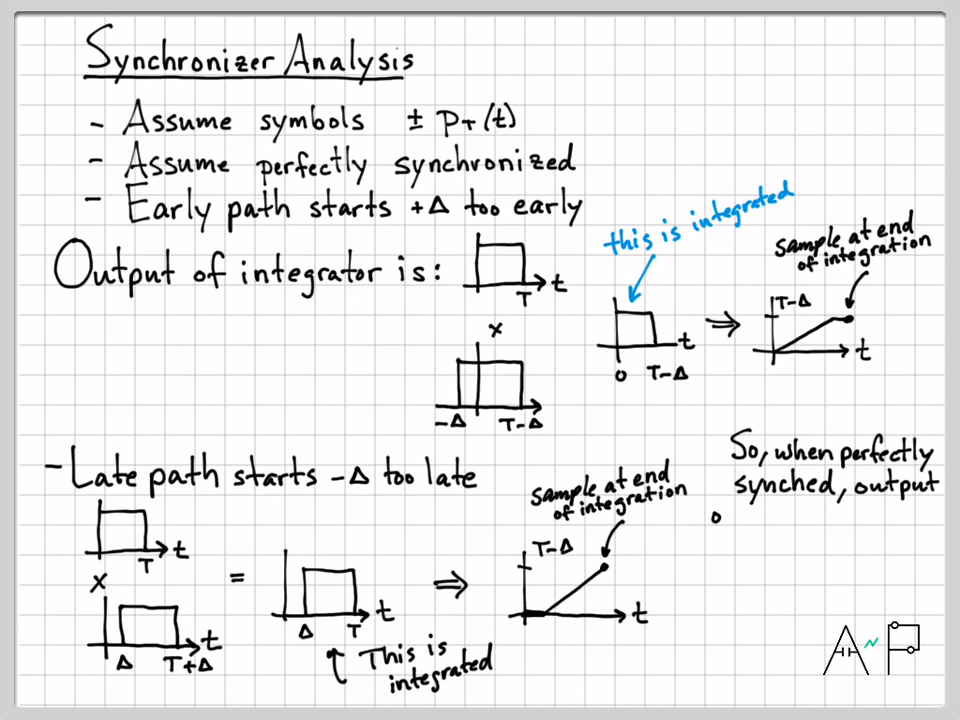 Synchronizer Analysis
- Assume symbols ± p_T(t)
- Assume perfectly synchronized
- Early path starts +Δ too early
Output of integrator is:
T t
x
-Δ T-Δ
this is integrated
0 T-Δ t
⇒
sample at end
of integration
T-Δ
t
- Late path starts -Δ too late
T t
x
Δ T+Δ t
=
Δ T t
↑ This is
integrated
⇒
sample at end
of integration
T-Δ
t
So, when perfectly
synched, output
o